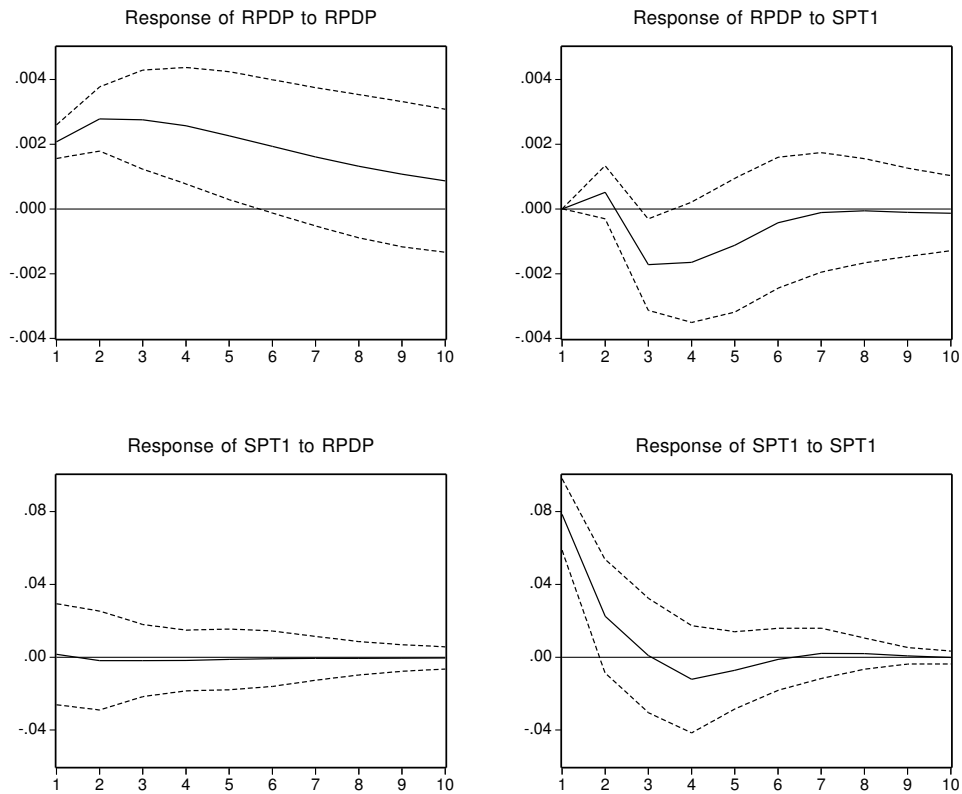 Response of RPDP to RPDP
.004
.002
.000
-.002
-.004
1 2 3 4 5 6 7 8 9 10
Response of RPDP to SPT1
.004
.002
.000
-.002
-.004
1 2 3 4 5 6 7 8 9 10
Response of SPT1 to RPDP
.08
.04
.00
-.04
1 2 3 4 5 6 7 8 9 10
Response of SPT1 to SPT1
.08
.04
.00
-.04
1 2 3 4 5 6 7 8 9 10